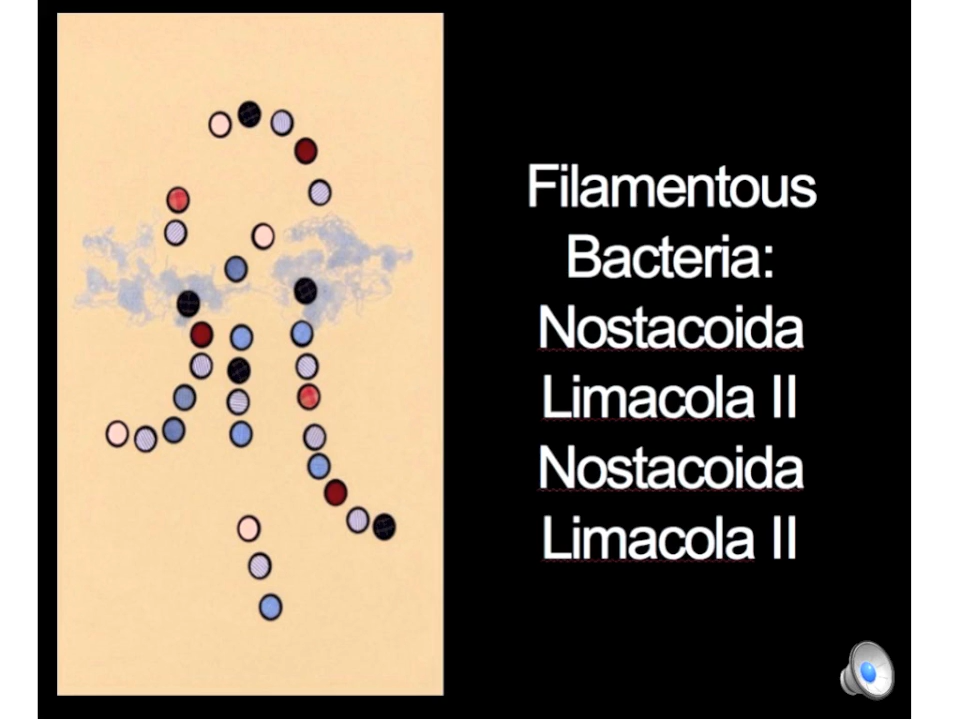 Filamentous
Bacteria:
Nostacoida
Limacola II
Nostacoida
Limacola II